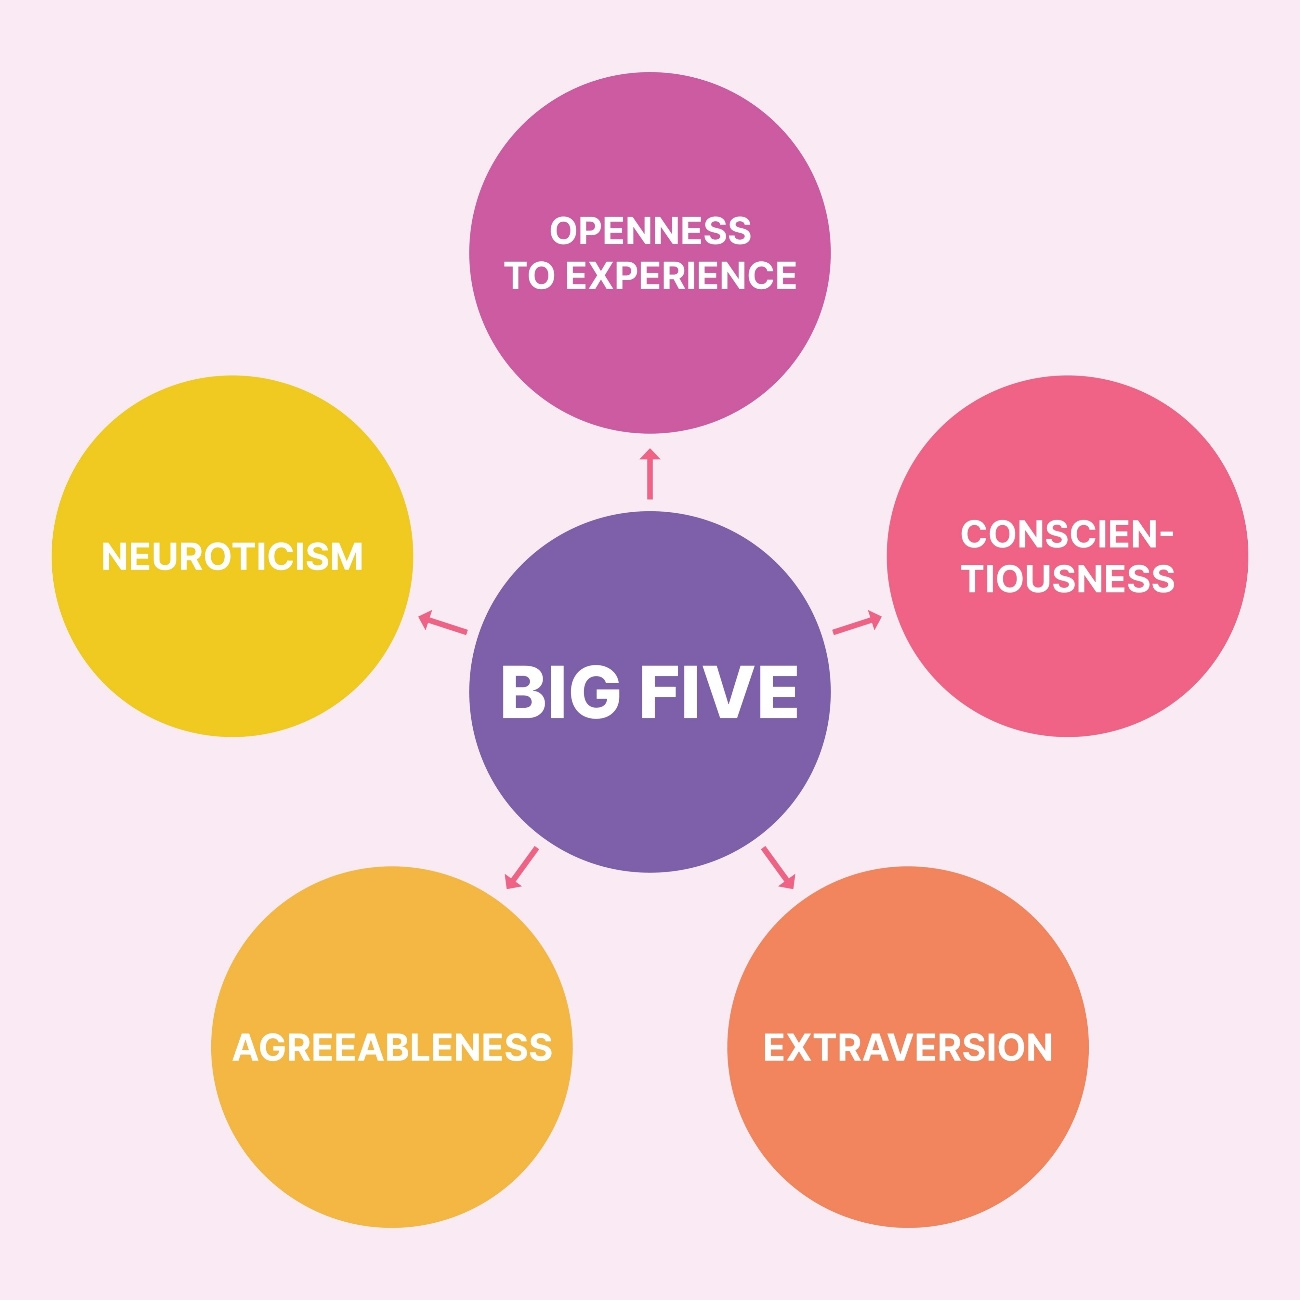 OPENNESS
TO EXPERIENCE
NEUROTICISM
CONSCIEN-
TIOUSNESS
BIG FIVE
AGREEABLENESS
EXTRAVERSION